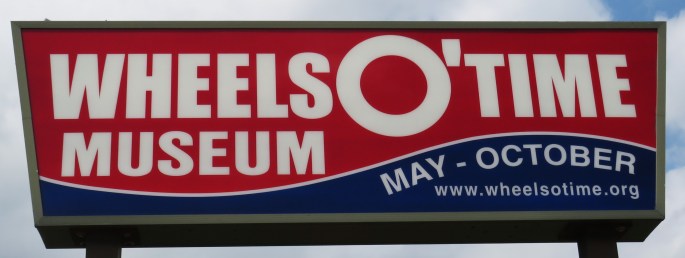 WHEELS O'TIME
MUSEUM
MAY - OCTOBER
www.wheelsotime.org